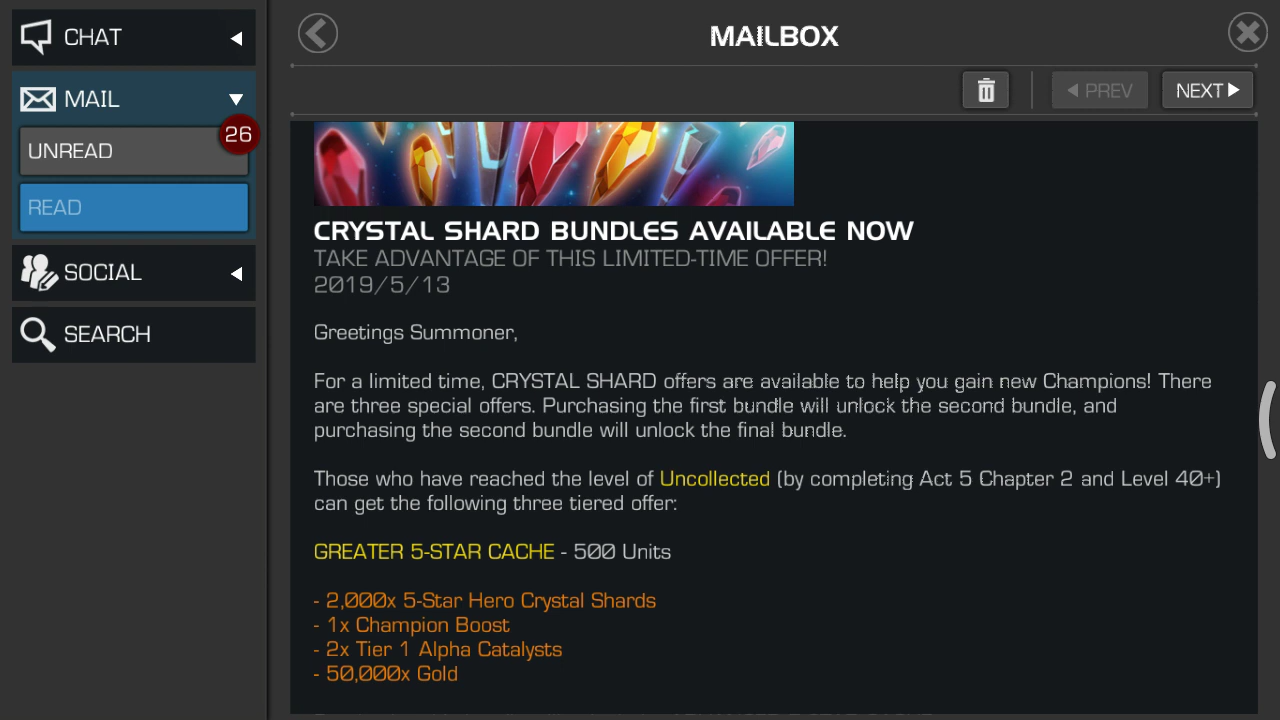 CHAT
MAIL
26
UNREAD
READ
SOCIAL
SEARCH
MAILBOX
PREV
NEXT
CRYSTAL SHARD BUNDLES AVAILABLE NOW
TAKE ADVANTAGE OF THIS LIMITED-TIME OFFER!
2019/5/13
Greetings Summoner,
For a limited time, CRYSTAL SHARD offers are available to help you gain new Champions! There
are three special offers. Purchasing the first bundle will unlock the second bundle, and
purchasing the second bundle will unlock the final bundle.
Those who have reached the level of Uncollected (by completing Act 5 Chapter 2 and Level 40+)
can get the following three tiered offer:
GREATER 5-STAR CACHE - 500 Units
- 2,000x 5-Star Hero Crystal Shards
- 1x Champion Boost
- 2x Tier 1 Alpha Catalysts
- 50,000x Gold